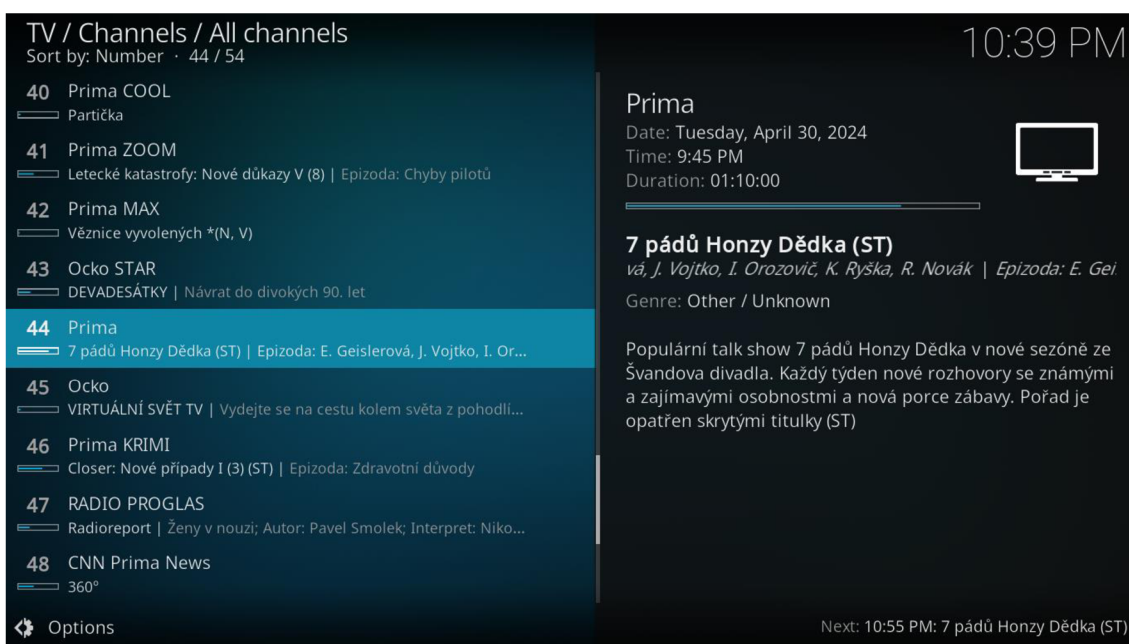 TV / Channels / All channels
Sort by: Number · 44 / 54
10:39 PM
40 Prima COOL
Partička
41 Prima ZOOM
Letecké katastrofy: Nové důkazy V (8) | Epizoda: Chyby pilotů
42 Prima MAX
Věznice vyvolených *(N, V)
43 Ocko STAR
DEVADESÁTKY | Návrat do divokých 90. let
44 Prima
7 pádů Honzy Dědka (ST) | Epizoda: E. Geislerová, J. Vojtko, I. Or...
45 Ocko
VIRTUÁLNÍ SVĚT TV | Vydejte se na cestu kolem světa z pohodlí...
46 Prima KRIMI
Closer: Nové případy I (3) (ST) | Epizoda: Zdravotní důvody
47 RADIO PROGLAS
Radioreport | Ženy v nouzi; Autor: Pavel Smolek; Interpret: Niko...
48 CNN Prima News
360°
Options
Prima
Date: Tuesday, April 30, 2024
Time: 9:45 PM
Duration: 01:10:00
7 pádů Honzy Dědka (ST)
vá, J. Vojtko, I. Orozovič, K. Ryška, R. Novák | Epizoda: E. Gei
Genre: Other / Unknown
Populární talk show 7 pádů Honzy Dědka v nové sezóně ze
Švandova divadla. Každý týden nové rozhovory se známými
a zajímavými osobnostmi a nová porce zábavy. Pořad je
opatřen skrytými titulky (ST)
Next: 10:55 PM: 7 pádů Honzy Dědka (ST)